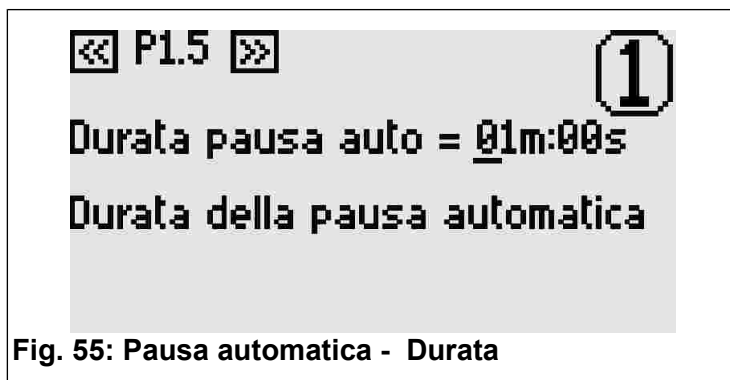 << P1.5 >> 1
Durata pausa auto = 01m:00s
Durata della pausa automatica
Fig. 55: Pausa automatica - Durata